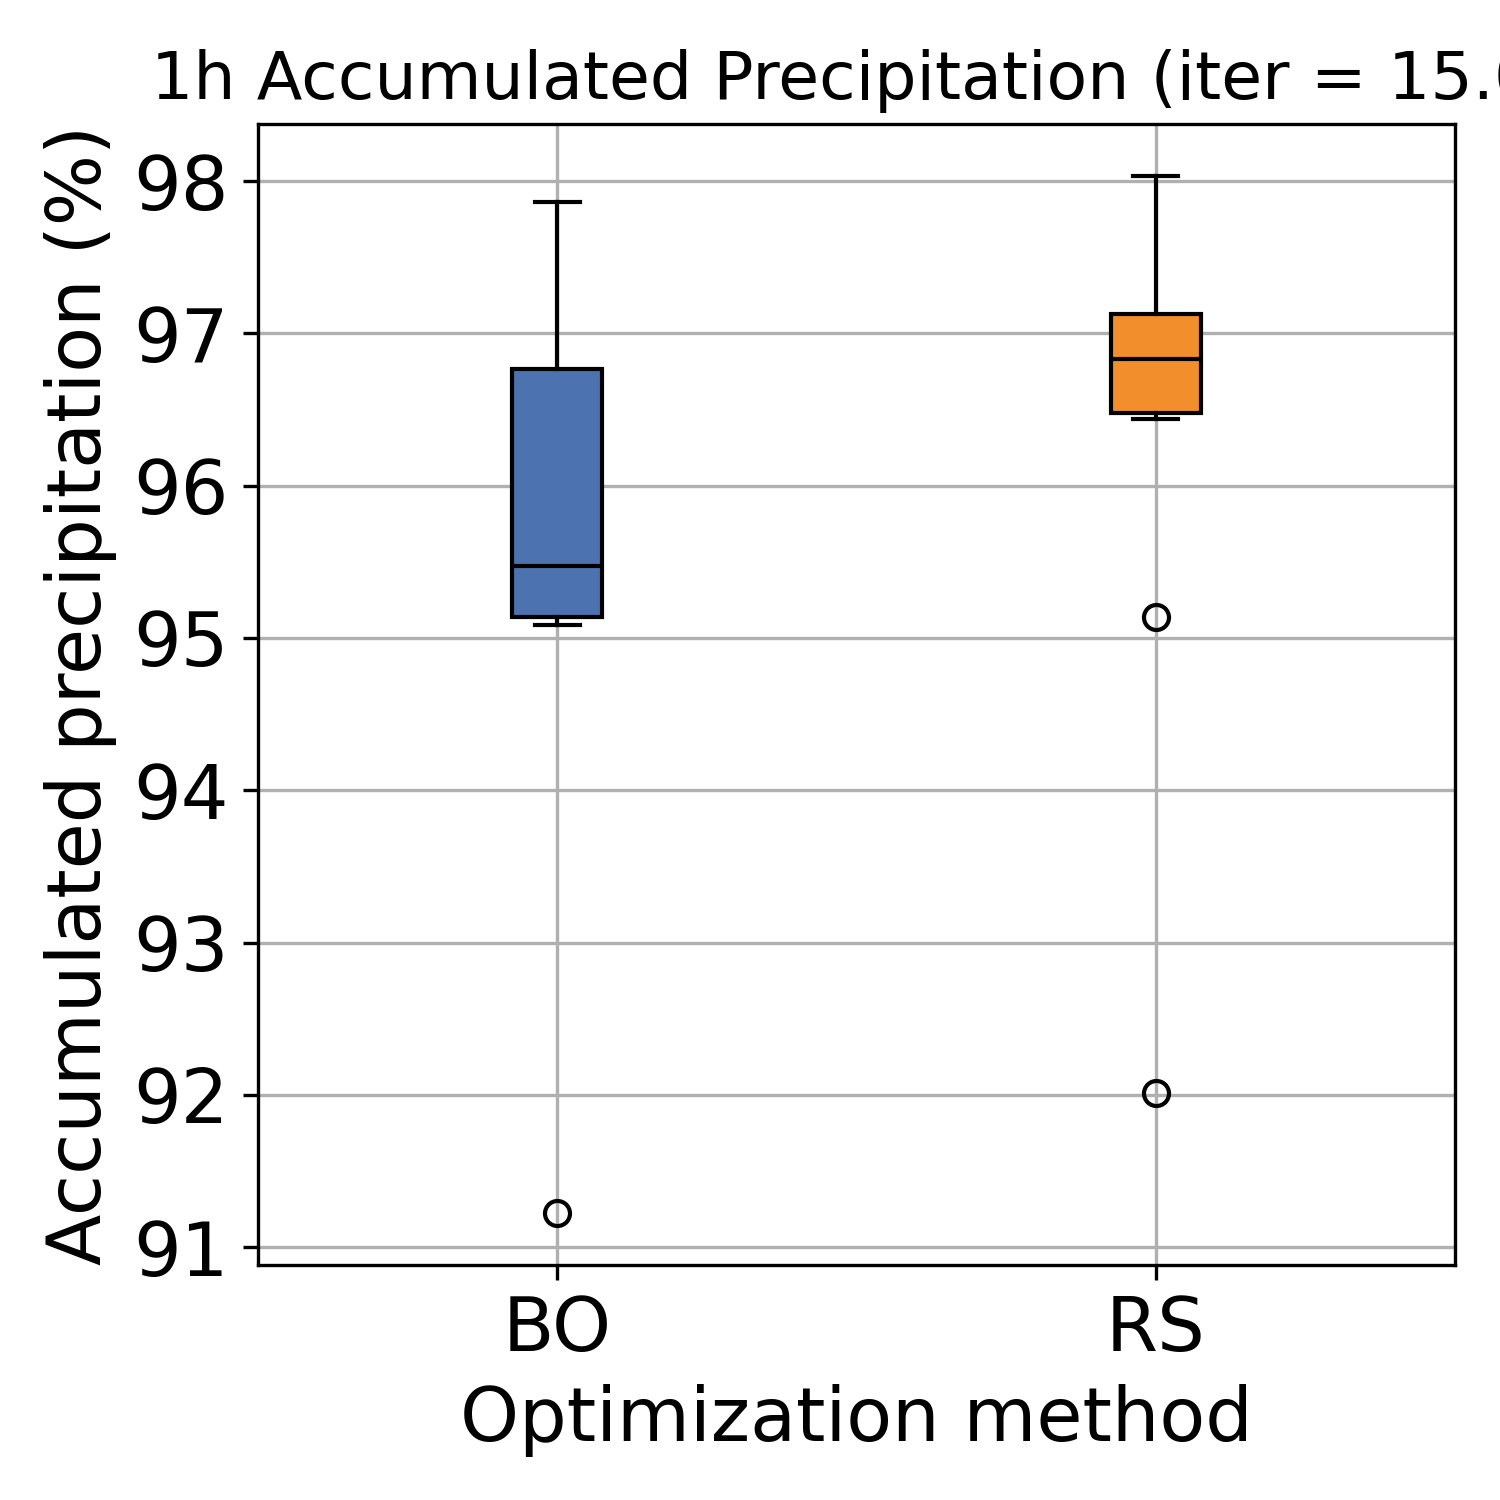 1h Accumulated Precipitation (iter = 15.
Accumulated precipitation (%)
98
97
96
95
94
93
92
91
BO RS
Optimization method